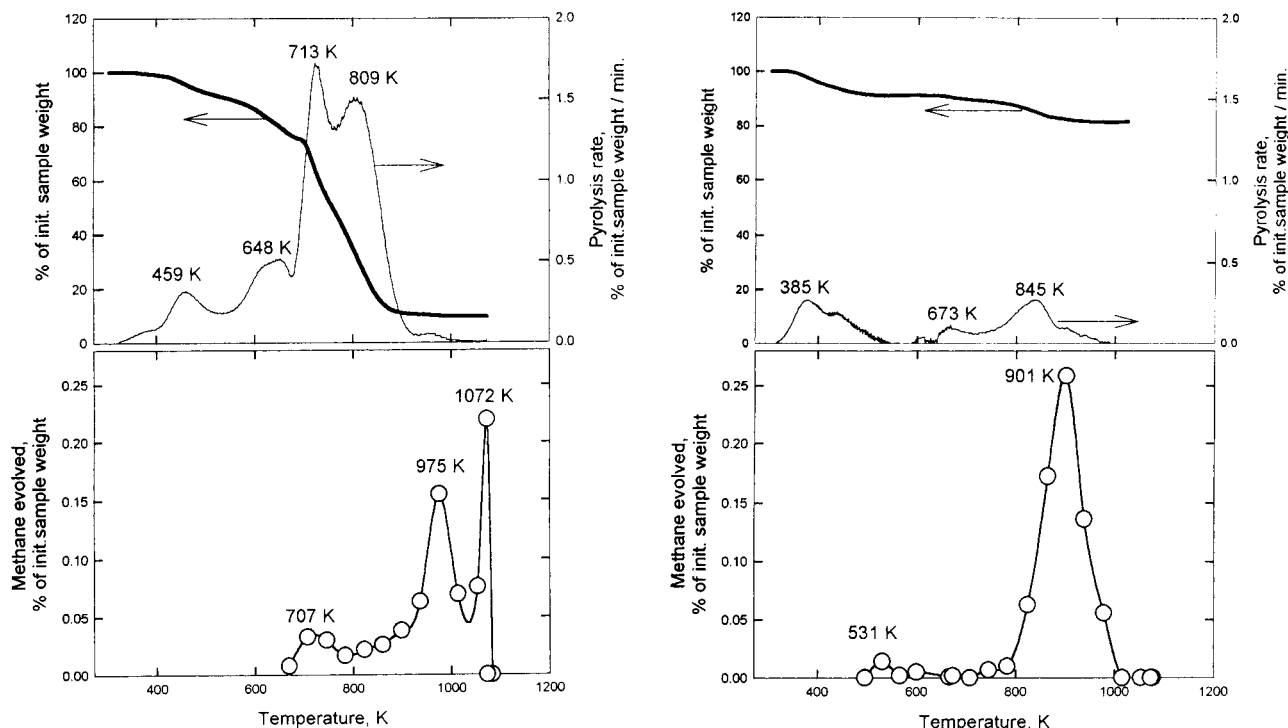 120
100
80
60
40
20
0
% of init. sample weight
713 K
809 K
648 K
459 K
2.0
1.5
1.0
0.5
0.0
Pyrolysis rate,
% of init.sample weight / min.
120
100
80
60
40
20
0
% of init. sample weight
385 K
673 K
845 K
2.0
1.5
1.0
0.5
0.0
Pyrolysis rate,
% of init.sample weight / min.
0.25
0.20
0.15
0.10
0.05
0.00
Methane evolved,
% of init.sample weight
1072 K
975 K
707 K
400 600 800 1000 1200
Temperature, K
0.25
0.20
0.15
0.10
0.05
0.00
Methane evolved,
% of init. sample weight
901 K
531 K
400 600 800 1000 1200
Temperature, K